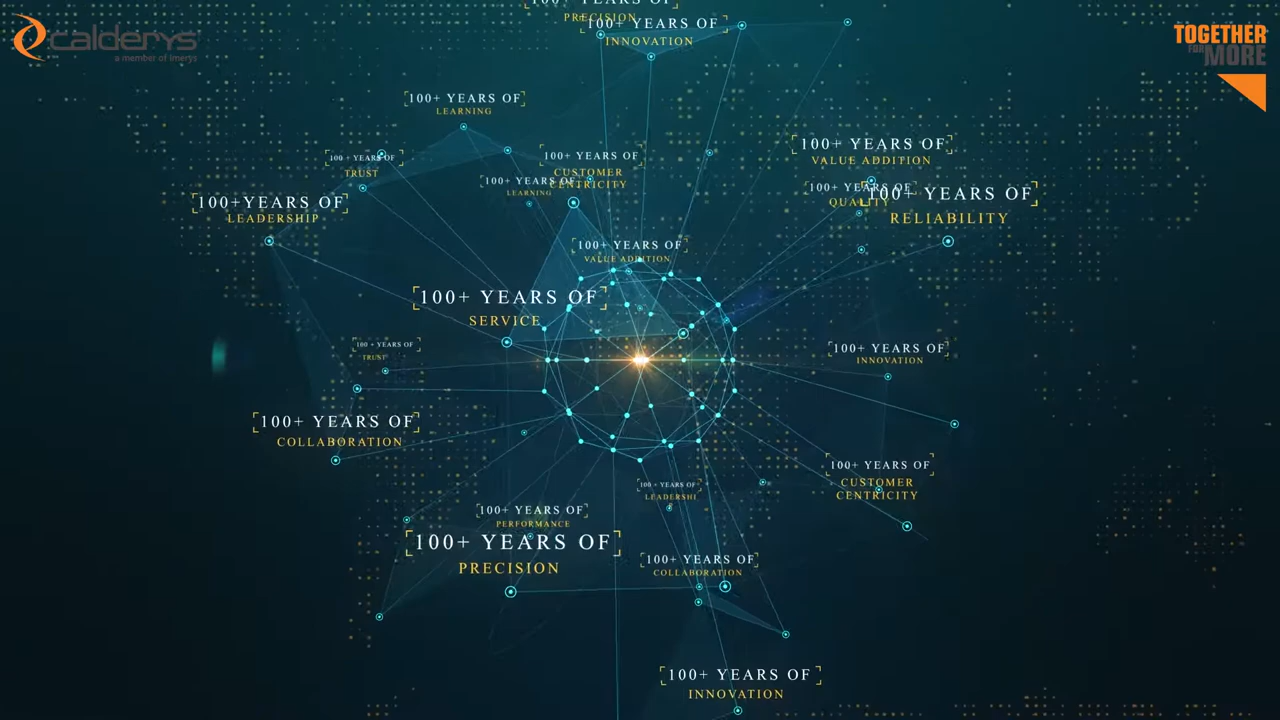 100+ YEARS OF
PRECISION
100+ YEARS OF
INNOVATION
calderys
a member of imerys
TOGETHER
FOR
MORE
100+ YEARS OF
LEARNING
100+ YEARS OF
VALUE ADDITION
100 + YEARS OF
TRUST
100+ YEARS OF
CUSTOMER
CENTRICITY
100+ YEARS OF
LEARNING
100+ YEARS OF
QUALITY
100+ YEARS OF
RELIABILITY
100+YEARS OF
LEADERSHIP
100+ YEARS OF
VALUE ADDITION
100+ YEARS OF
SERVICE
100 + YEARS OF
TRUST
100+ YEARS OF
INNOVATION
100+ YEARS OF
COLLABORATION
100+ YEARS OF
CUSTOMER
CENTRICITY
100 + YEARS OF
LEADERSHI
100+ YEARS OF
PERFORMANCE
100+ YEARS OF
PRECISION
100+ YEARS OF
COLLABORATION
100+ YEARS OF
INNOVATION